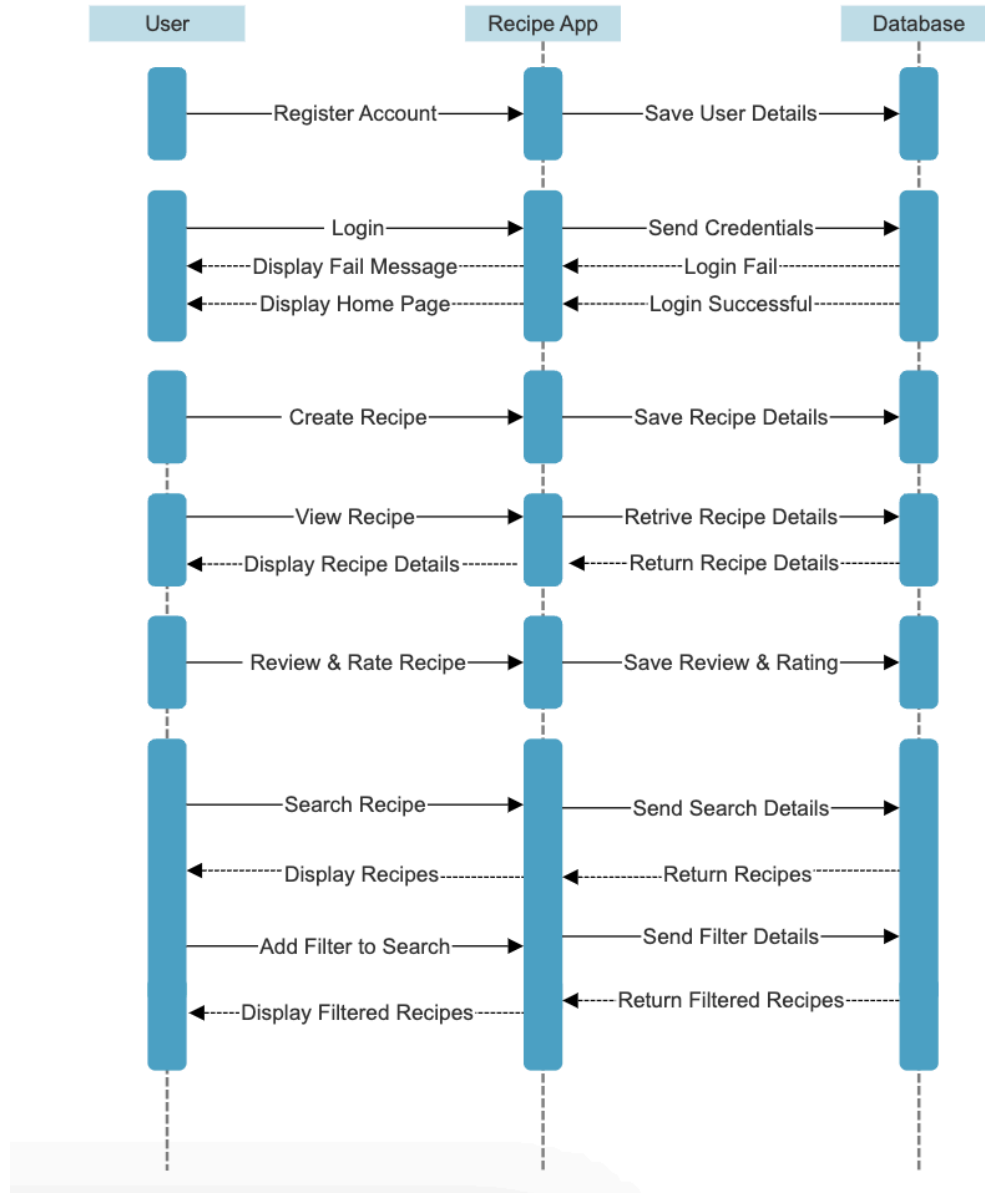 User
Recipe App
Database
Register Account
Save User Details
Login
Send Credentials
Display Fail Message
Login Fail
Display Home Page
Login Successful
Create Recipe
Save Recipe Details
View Recipe
Retrive Recipe Details
Display Recipe Details
Return Recipe Details
Review & Rate Recipe
Save Review & Rating
Search Recipe
Send Search Details
Display Recipes
Return Recipes
Add Filter to Search
Send Filter Details
Display Filtered Recipes
Return Filtered Recipes